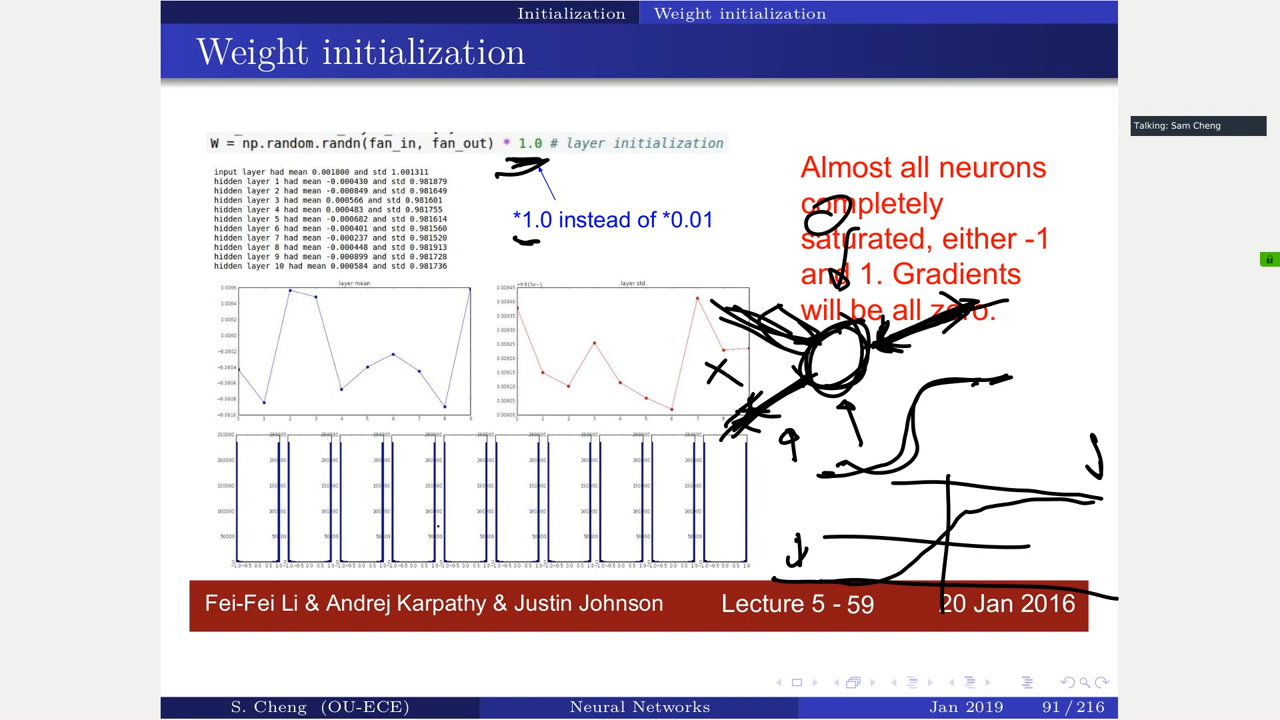 Initialization Weight initialization
Weight initialization
W = np.random.randn(fan_in, fan_out) * 1.0 # layer initialization
input layer had mean 0.001800 and std 1.001311
hidden layer 1 had mean -0.000430 and std 0.981879
hidden layer 2 had mean -0.000849 and std 0.981649
hidden layer 3 had mean 0.000566 and std 0.981601
hidden layer 4 had mean 0.000483 and std 0.981755
hidden layer 5 had mean -0.000682 and std 0.981614
hidden layer 6 had mean -0.000401 and std 0.981560
hidden layer 7 had mean -0.000237 and std 0.981520
hidden layer 8 had mean -0.000448 and std 0.981913
hidden layer 9 had mean -0.000899 and std 0.981728
hidden layer 10 had mean 0.000584 and std 0.981736
*1.0 instead of *0.01
Almost all neurons
completely
saturated, either -1
and 1. Gradients
will be all zero.
Talking: Sam Cheng
layer mean
layer std
Fei-Fei Li & Andrej Karpathy & Justin Johnson Lecture 5 - 59 20 Jan 2016
S. Cheng (OU-ECE) Neural Networks Jan 2019 91 / 216